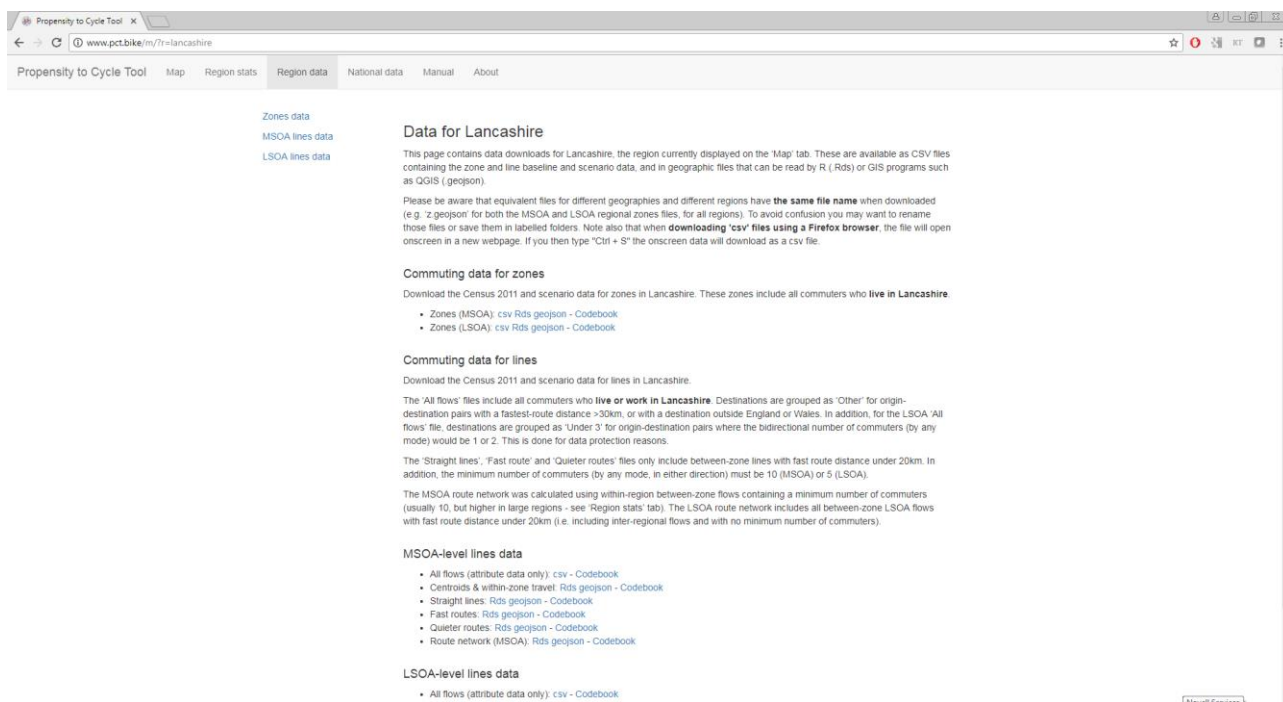 Propensity to Cycle Tool
www.pct.bike/m/?r=lancashire
RT
Propensity to Cycle Tool Map Region stats Region data National data Manual About
Zones data
MSOA lines data
LSOA lines data
Data for Lancashire
This page contains data downloads for Lancashire, the region currently displayed on the 'Map' tab. These are available as CSV files
containing the zone and line baseline and scenario data, and in geographic files that can be read by R (.Rds) or GIS programs such
as QGIS (.geojson).
Please be aware that equivalent files for different geographies and different regions have the same file name when downloaded
(e.g. 'z.geojson' for both the MSOA and LSOA regional zones files, for all regions). To avoid confusion you may want to rename
those files or save them in labelled folders. Note also that when downloading 'csv' files using a Firefox browser, the file will open
onscreen in a new webpage. If you then type "Ctrl + S" the onscreen data will download as a csv file.
Commuting data for zones
Download the Census 2011 and scenario data for zones in Lancashire. These zones include all commuters who live in Lancashire.
• Zones (MSOA): csv Rds geojson - Codebook
• Zones (LSOA): csv Rds geojson - Codebook
Commuting data for lines
Download the Census 2011 and scenario data for lines in Lancashire.
The 'All flows' files include all commuters who live or work in Lancashire. Destinations are grouped as 'Other' for origin-
destination pairs with a fastest-route distance >30km, or with a destination outside England or Wales. In addition, for the LSOA 'All
flows' file, destinations are grouped as 'Under 3' for origin-destination pairs where the bidirectional number of commuters (by any
mode) would be 1 or 2. This is done for data protection reasons.
The 'Straight lines', 'Fast route' and 'Quieter routes' files only include between-zone lines with fast route distance under 20km. In
addition, the minimum number of commuters (by any mode, in either direction) must be 10 (MSOA) or 5 (LSOA).
The MSOA route network was calculated using within-region between-zone flows containing a minimum number of commuters
(usually 10, but higher in large regions - see 'Region stats' tab). The LSOA route network includes all between-zone LSOA flows
with fast route distance under 20km (i.e. including inter-regional flows and with no minimum number of commuters).
MSOA-level lines data
• All flows (attribute data only): csv - Codebook
• Centroids & within-zone travel: Rds geojson - Codebook
• Straight lines: Rds geojson - Codebook
• Fast routes: Rds geojson - Codebook
• Quieter routes: Rds geojson - Codebook
• Route network (MSOA): Rds geojson - Codebook
LSOA-level lines data
• All flows (attribute data only): csv - Codebook